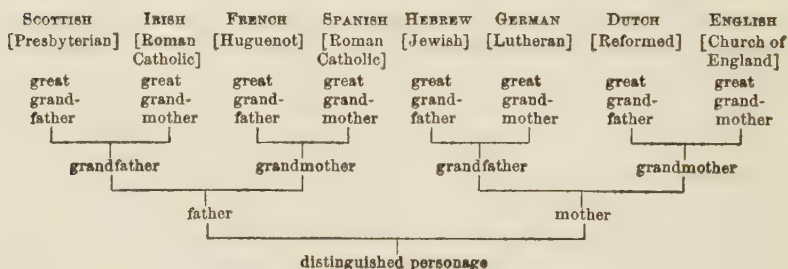 SCOTTISH IRISH FRENCH SPANISH HEBREW GERMAN DUTCH ENGLISH
[Presbyterian] [Roman [Huguenot] [Roman [Jewish] [Lutheran] [Reformed] [Church of
Catholic] Catholic] England]
great great great great great great great great
grand- grand- grand- grand- grand- grand- grand- grand-
father mother father mother father mother father mother
grandfather grandmother grandfather grandmother
father mother
distinguished personage